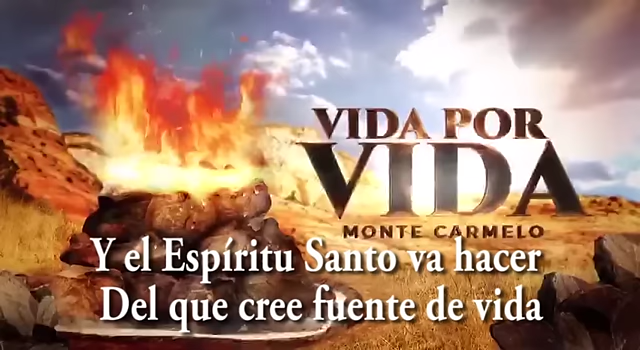 VIDA POR
VIDA
MONTE CARMELO
Y el Espíritu Santo va hacer
Del que cree fuente de vida